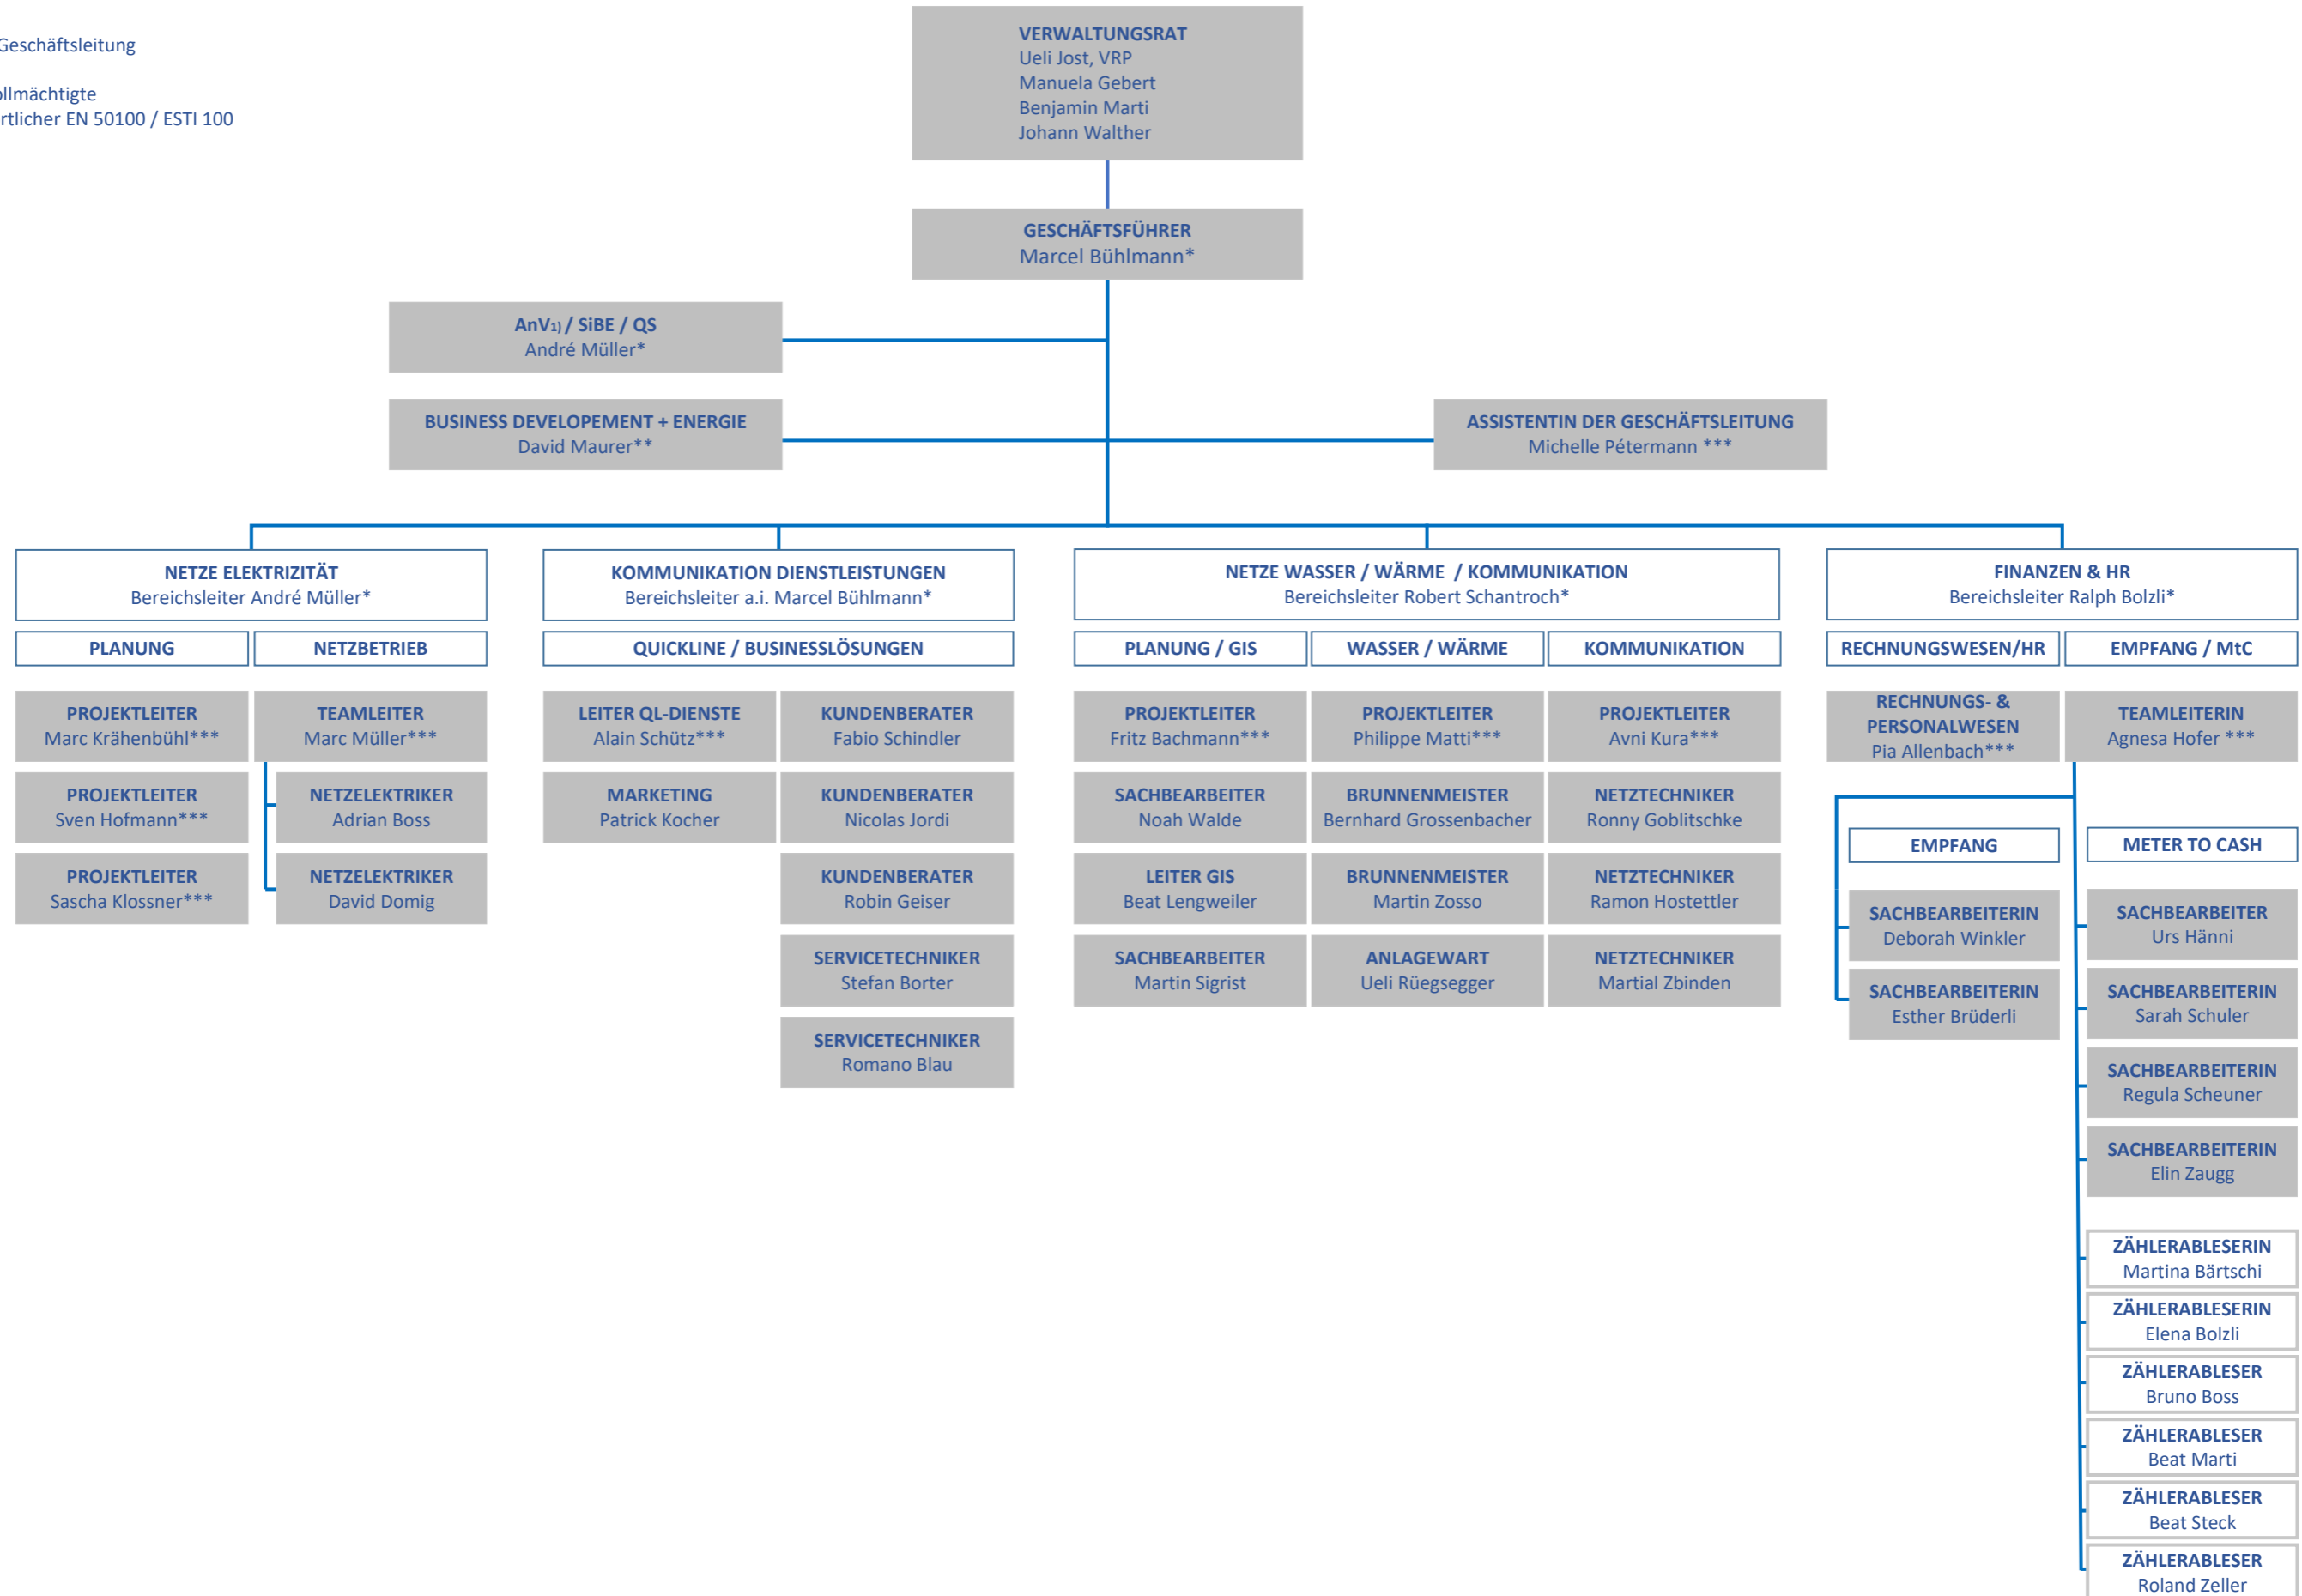 Geschäftsleitung
ollmächtigte
rtlicher EN 50100 / ESTI 100
VERWALTUNGSRAT
Ueli Jost, VRP
Manuela Gebert
Benjamin Marti
Johann Walther
GESCHÄFTSFÜHRER
Marcel Bühlmann*
AnV1) / SiBE / QS
André Müller*
BUSINESS DEVELOPEMENT + ENERGIE
David Maurer**
ASSISTENTIN DER GESCHÄFTSLEITUNG
Michelle Pétermann ***
NETZE ELEKTRIZITÄT
Bereichsleiter André Müller*
PLANUNG
NETZBETRIEB
PROJEKTLEITER
Marc Krähenbühl***
PROJEKTLEITER
Sven Hofmann***
PROJEKTLEITER
Sascha Klossner***
TEAMLEITER
Marc Müller***
NETZELEKTRIKER
Adrian Boss
NETZELEKTRIKER
David Domig
KOMMUNIKATION DIENSTLEISTUNGEN
Bereichsleiter a.i. Marcel Bühlmann*
QUICKLINE / BUSINESSLÖSUNGEN
LEITER QL-DIENSTE
Alain Schütz***
MARKETING
Patrick Kocher
KUNDENBERATER
Fabio Schindler
KUNDENBERATER
Nicolas Jordi
KUNDENBERATER
Robin Geiser
SERVICETECHNIKER
Stefan Borter
SERVICETECHNIKER
Romano Blau
NETZE WASSER / WÄRME / KOMMUNIKATION
Bereichsleiter Robert Schantroch*
PLANUNG / GIS
WASSER / WÄRME
KOMMUNIKATION
PROJEKTLEITER
Fritz Bachmann***
SACHBEARBEITER
Noah Walde
LEITER GIS
Beat Lengweiler
SACHBEARBEITER
Martin Sigrist
PROJEKTLEITER
Philippe Matti***
BRUNNENMEISTER
Bernhard Grossenbacher
BRUNNENMEISTER
Martin Zosso
ANLAGEWART
Ueli Rüegsegger
PROJEKTLEITER
Avni Kura***
NETZTECHNIKER
Ronny Goblitschke
NETZTECHNIKER
Ramon Hostettler
NETZTECHNIKER
Martial Zbinden
FINANZEN & HR
Bereichsleiter Ralph Bolzli*
RECHNUNGSWESEN/HR
EMPFANG / MtC
RECHNUNGS- &
PERSONALWESEN
Pia Allenbach***
TEAMLEITERIN
Agnesa Hofer ***
EMPFANG
SACHBEARBEITERIN
Deborah Winkler
SACHBEARBEITERIN
Esther Brüderli
METER TO CASH
SACHBEARBEITER
Urs Hänni
SACHBEARBEITERIN
Sarah Schuler
SACHBEARBEITERIN
Regula Scheuner
SACHBEARBEITERIN
Elin Zaugg
ZÄHLERABLESERIN
Martina Bärtschi
ZÄHLERABLESERIN
Elena Bolzli
ZÄHLERABLESER
Bruno Boss
ZÄHLERABLESER
Beat Marti
ZÄHLERABLESER
Beat Steck
ZÄHLERABLESER
Roland Zeller